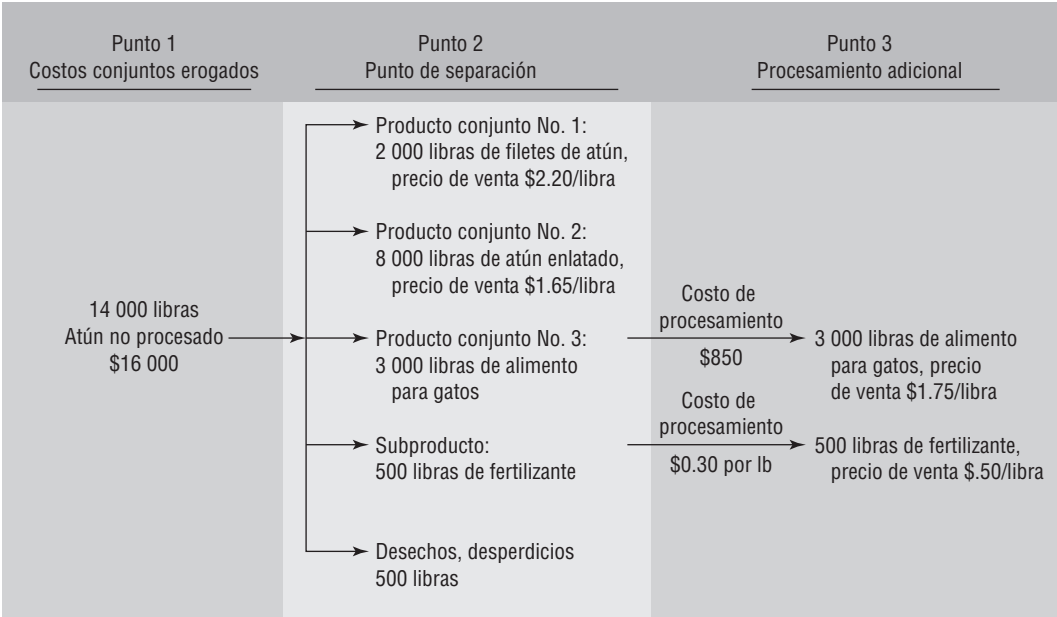 Punto 1
Costos conjuntos erogados
Punto 2
Punto de separación
Punto 3
Procesamiento adicional
14 000 libras
Atún no procesado
$16 000
Producto conjunto No. 1:
2 000 libras de filetes de atún,
precio de venta $2.20/libra
Producto conjunto No. 2:
8 000 libras de atún enlatado,
precio de venta $1.65/libra
Producto conjunto No. 3:
3 000 libras de alimento
para gatos
Costo de
procesamiento
$850
3 000 libras de alimento
para gatos, precio
de venta $1.75/libra
Subproducto:
500 libras de fertilizante
Costo de
procesamiento
$0.30 por lb
500 libras de fertilizante,
precio de venta $.50/libra
Desechos, desperdicios
500 libras